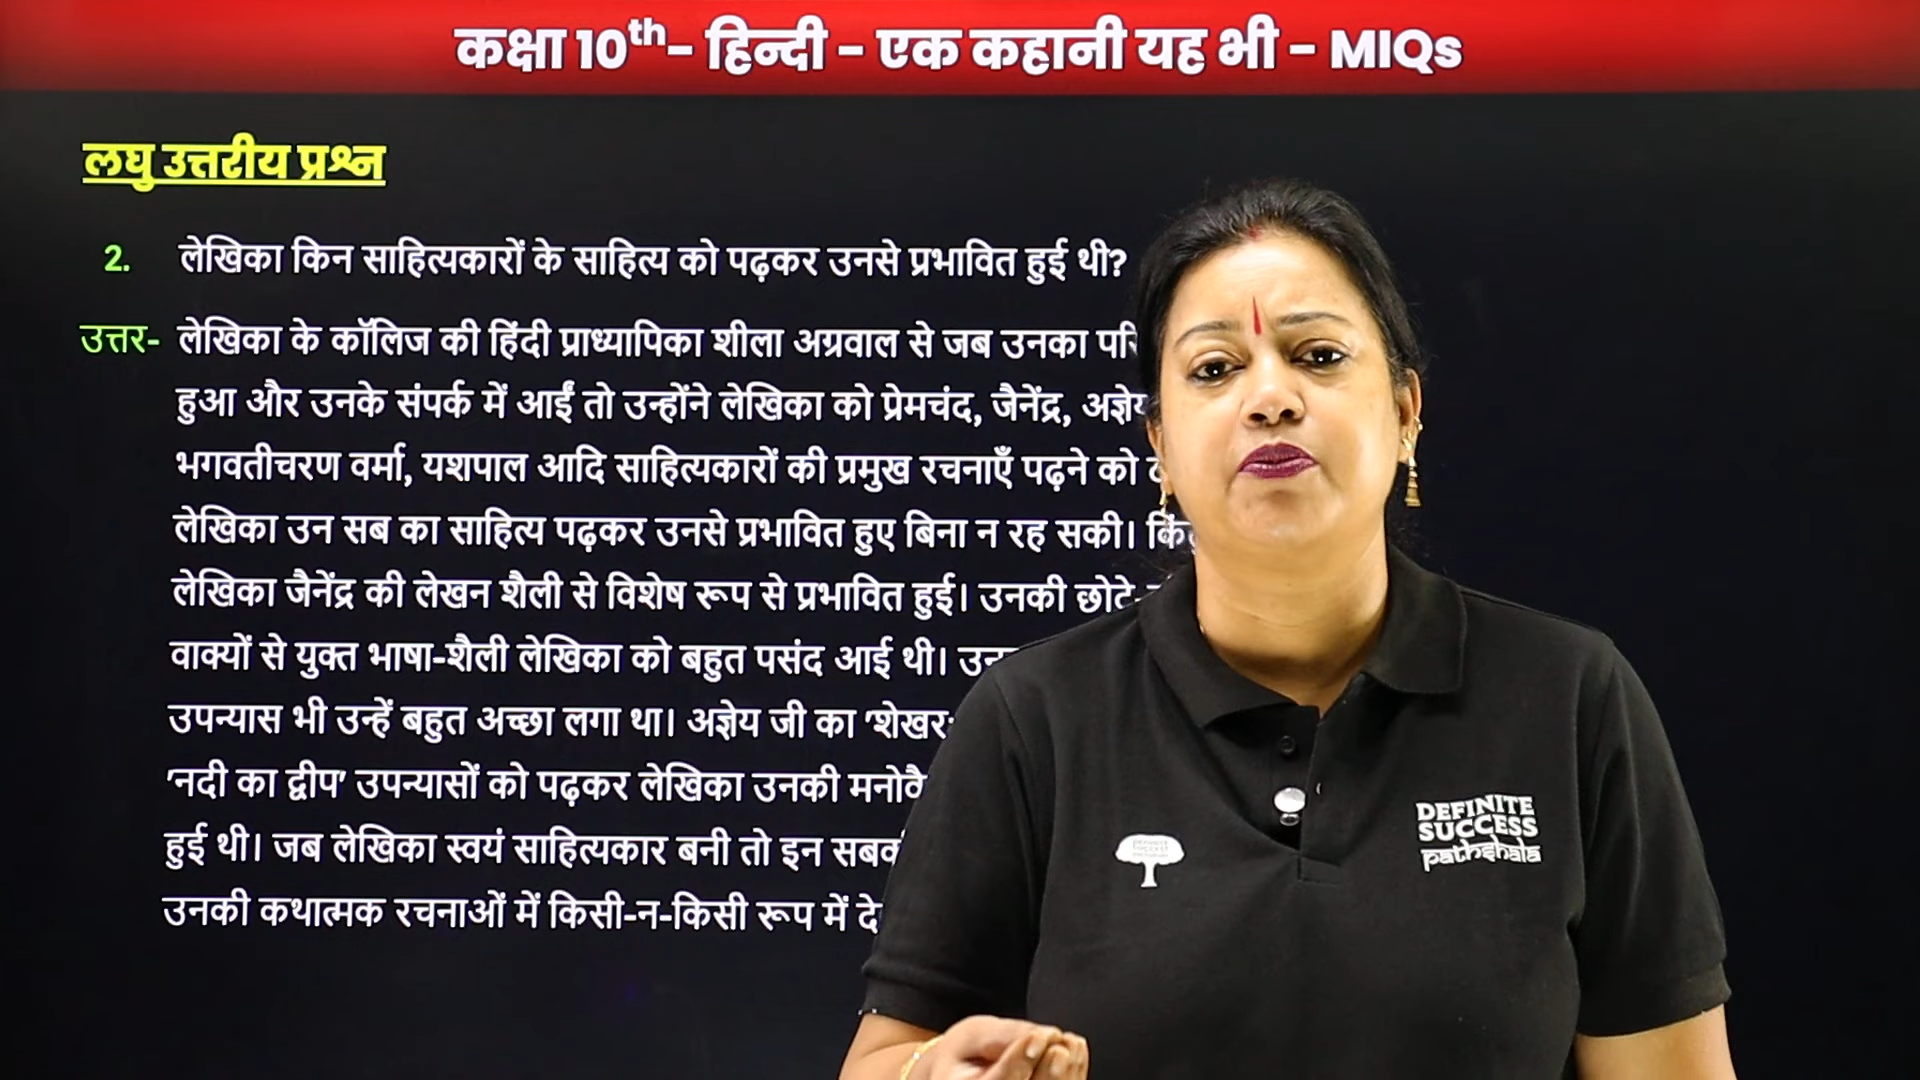 कक्षा 10th- हिन्दी - एक कहानी यह भी - MIQs
लघु उत्तरीय प्रश्न
2. लेखिका किन साहित्यकारों के साहित्य को पढ़कर उनसे प्रभावित हुई थी?
उत्तर- लेखिका के कॉलिज की हिंदी प्राध्यापिका शीला अग्रवाल से जब उनका
हुआ और उनके संपर्क में आईं तो उन्होंने लेखिका को प्रेमचंद, जैनेंद्र, अज्ञेय
भगवतीचरण वर्मा, यशपाल आदि साहित्यकारों की प्रमुख रचनाएँ पढ़ने को
लेखिका उन सब का साहित्य पढ़कर उनसे प्रभावित हुए बिना न रह सकी।
लेखिका जैनेंद्र की लेखन शैली से विशेष रूप से प्रभावित हुई। उनकी छोटे-
वाक्यों से युक्त भाषा-शैली लेखिका को बहुत पसंद आई थी।
उपन्यास भी उन्हें बहुत अच्छा लगा था। अज्ञेय जी का 'शेखर:
'नदी का द्वीप' उपन्यासों को पढ़कर लेखिका उनकी
हुई थी। जब लेखिका स्वयं साहित्यकार बनी तो इन
उनकी कथात्मक रचनाओं में किसी-न-किसी रूप में
DEFINITE
SUCCESS
pathshala